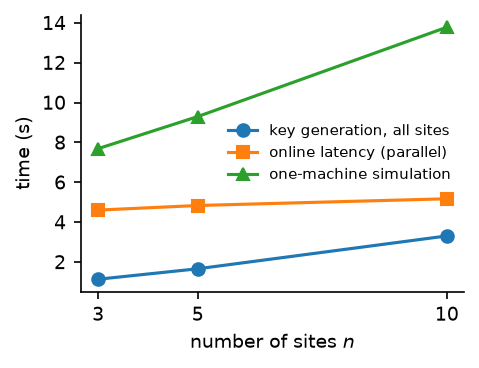 14
12
10
8
6
4
2
time (s)
key generation, all sites
online latency (parallel)
one-machine simulation
3 5 10
number of sites n